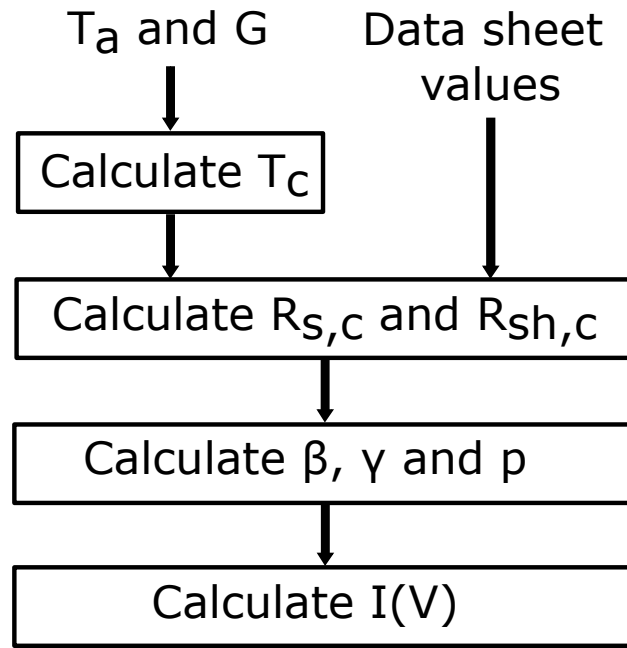 Ta and G
Data sheet
values
Calculate Tc
Calculate Rs,c and Rsh,c
Calculate β, γ and p
Calculate I(V)